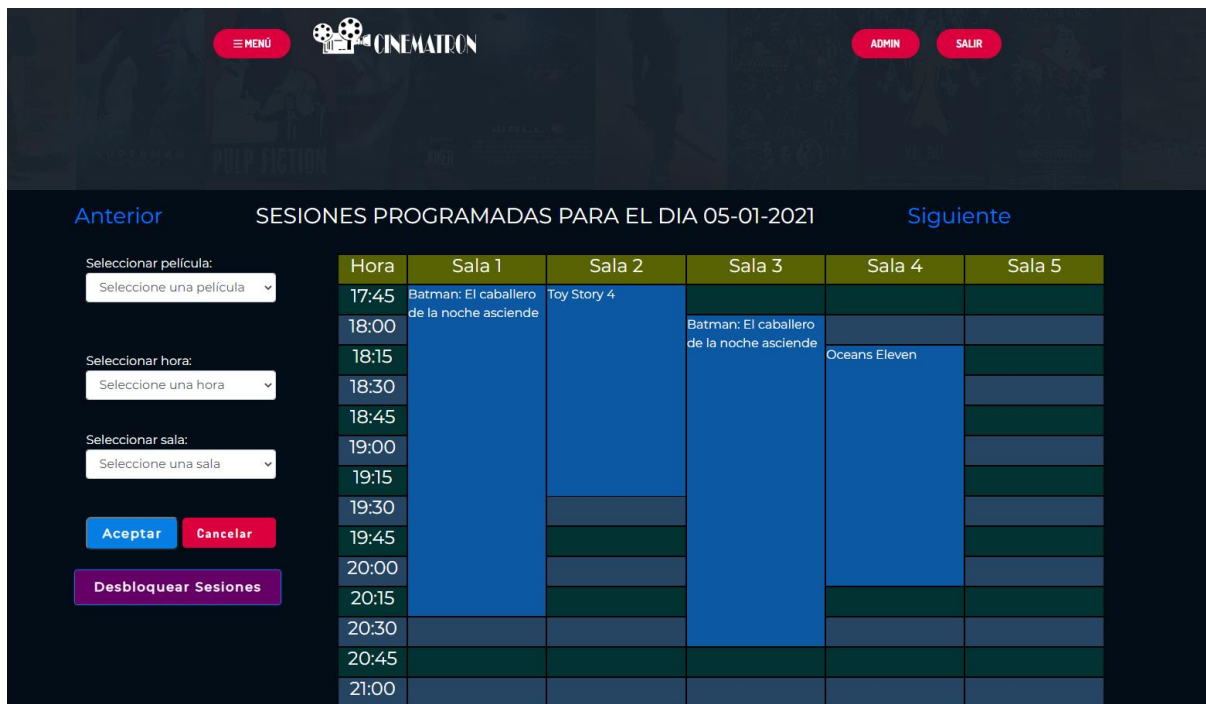 MENÚ
CINEMATRON
ADMIN
SALIR
PULP FICTION
JOKER
Anterior
SESIONES PROGRAMADAS PARA EL DIA 05-01-2021
Siguiente
Seleccionar película:
Seleccione una película
Seleccionar hora:
Seleccione una hora
Seleccionar sala:
Seleccione una sala
Aceptar
Cancelar
Desbloquear Sesiones
Hora Sala 1 Sala 2 Sala 3 Sala 4 Sala 5
17:45 Batman: El caballero Toy Story 4
de la noche asciende
18:00 Batman: El caballero
de la noche asciende
18:15 Oceans Eleven
18:30
18:45
19:00
19:15
19:30
19:45
20:00
20:15
20:30
20:45
21:00